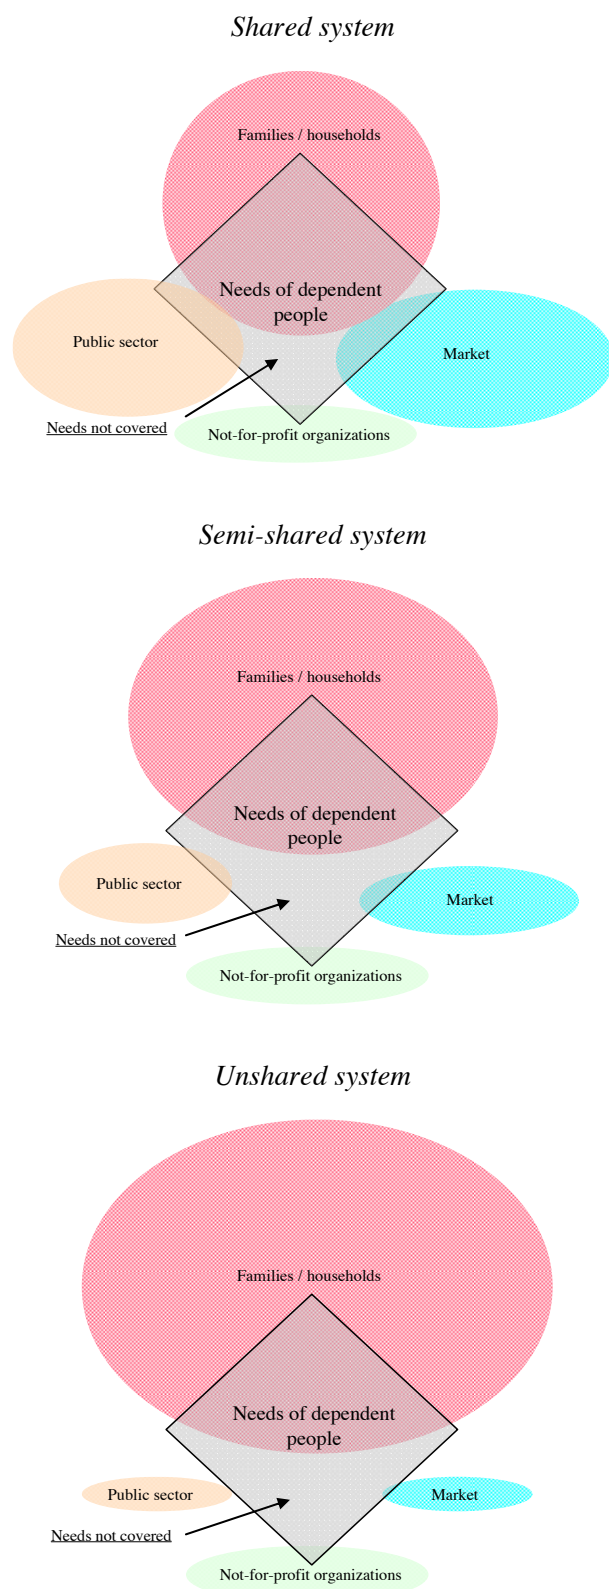 Shared system
Families / households
Needs of dependent
people
Public sector
Market
Needs not covered
Not-for-profit organizations
Semi-shared system
Families / households
Needs of dependent
people
Public sector
Market
Needs not covered
Not-for-profit organizations
Unshared system
Families / households
Needs of dependent
people
Public sector
Market
Needs not covered
Not-for-profit organizations